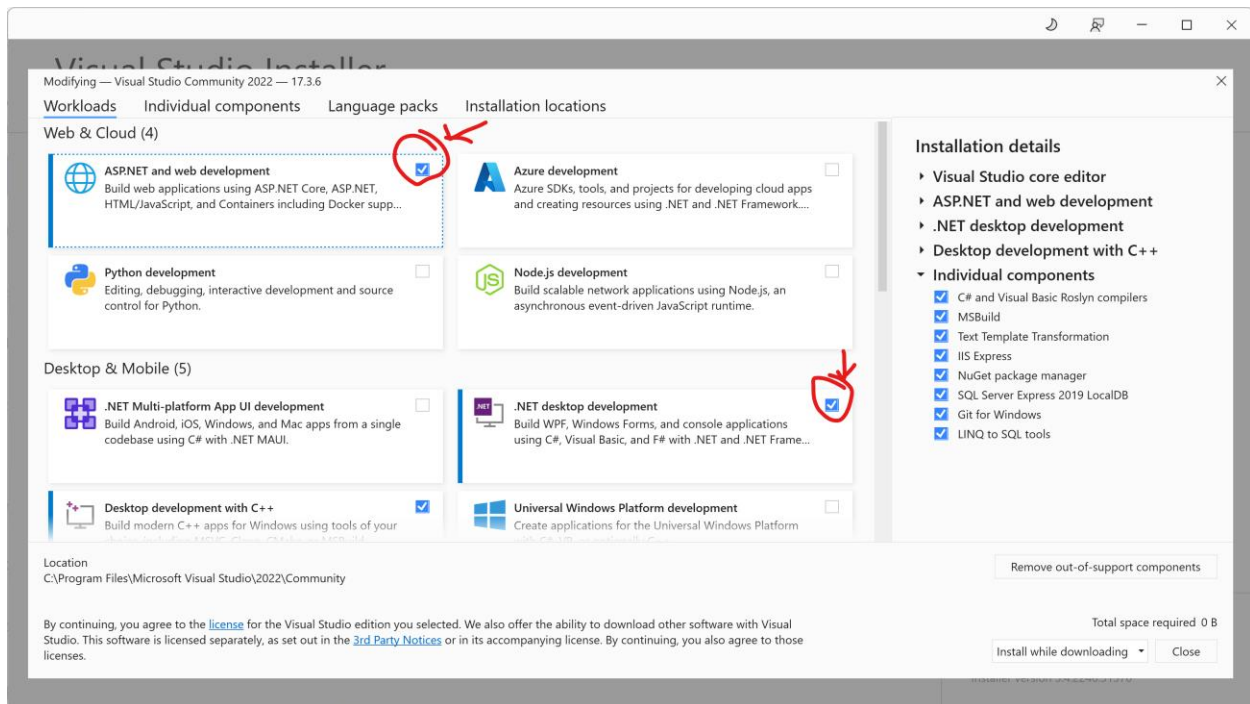 Visual Studio Installer
Modifying — Visual Studio Community 2022 — 17.3.6
Workloads Individual components Language packs Installation locations
Web & Cloud (4)
ASP.NET and web development
Build web applications using ASP.NET Core, ASP.NET,
HTML/JavaScript, and Containers including Docker supp...
Azure development
Azure SDKs, tools, and projects for developing cloud apps
and creating resources using .NET and .NET Framework....
Python development
Editing, debugging, interactive development and source
control for Python.
JS
Node.js development
Build scalable network applications using Node.js, an
asynchronous event-driven JavaScript runtime.
Desktop & Mobile (5)
.NET Multi-platform App UI development
Build Android, iOS, Windows, and Mac apps from a single
codebase using C# with .NET MAUI.
.NET
.NET desktop development
Build WPF, Windows Forms, and console applications
using C#, Visual Basic, and F# with .NET and .NET Frame...
Desktop development with C++
Build modern C++ apps for Windows using tools of your
Universal Windows Platform development
Create applications for the Universal Windows Platform
Installation details
Visual Studio core editor
ASP.NET and web development
.NET desktop development
Desktop development with C++
Individual components
C# and Visual Basic Roslyn compilers
MSBuild
Text Template Transformation
IIS Express
NuGet package manager
SQL Server Express 2019 LocalDB
Git for Windows
LINQ to SQL tools
Location
C:\Program Files\Microsoft Visual Studio\2022\Community
Remove out-of-support components
By continuing, you agree to the license for the Visual Studio edition you selected. We also offer the ability to download other software with Visual
Studio. This software is licensed separately, as set out in the 3rd Party Notices or in its accompanying license. By continuing, you also agree to those
licenses.
Total space required 0 B
Install while downloading Close